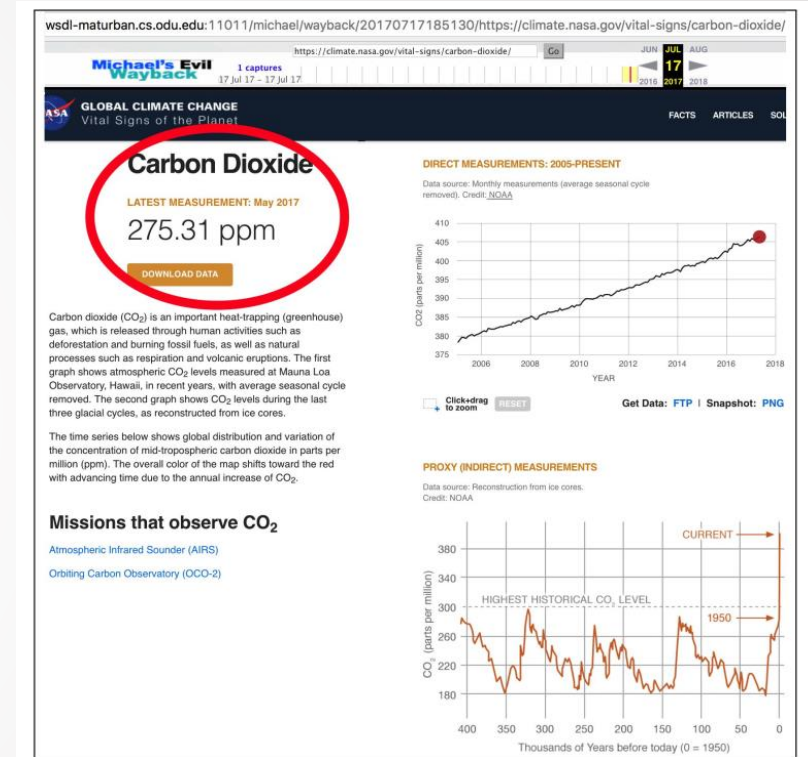 wsdl-maturban.cs.odu.edu:11011/michael/wayback/20170717185130/https://climate.nasa.gov/vital-signs/carbon-dioxide/
https://climate.nasa.gov/vital-signs/carbon-dioxide/ Go JUN JUL AUG
Michael's Evil
Wayback
1 captures
17 Jul 17 - 17 Jul 17
17
2016 2017 2018
ASA
GLOBAL CLIMATE CHANGE
Vital Signs of the Planet
FACTS ARTICLES SOL
Carbon Dioxide
LATEST MEASUREMENT: May 2017
275.31 ppm
DOWNLOAD DATA
Carbon dioxide (CO₂) is an important heat-trapping (greenhouse)
gas, which is released through human activities such as
deforestation and burning fossil fuels, as well as natural
processes such as respiration and volcanic eruptions. The first
graph shows atmospheric CO₂ levels measured at Mauna Loa
Observatory, Hawaii, in recent years, with average seasonal cycle
removed. The second graph shows CO₂ levels during the last
three glacial cycles, as reconstructed from ice cores.
The time series below shows global distribution and variation of
the concentration of mid-tropospheric carbon dioxide in parts per
million (ppm). The overall color of the map shifts toward the red
with advancing time due to the annual increase of CO₂.
Missions that observe CO₂
Atmospheric Infrared Sounder (AIRS)
Orbiting Carbon Observatory (OCO-2)
DIRECT MEASUREMENTS: 2005-PRESENT
Data source: Monthly measurements (average seasonal cycle
removed). Credit: NOAA
CO2 (parts per million)
410
405
400
395
390
385
380
375
2006 2008 2010 2012 2014 2016 2018
YEAR
Click+drag
to zoom
RESET
Get Data: FTP | Snapshot: PNG
PROXY (INDIRECT) MEASUREMENTS
Data source: Reconstruction from ice cores.
Credit: NOAA
CO₂ (parts per million)
CURRENT
380
340
HIGHEST HISTORICAL CO₂ LEVEL
300
1950
260
220
180
400 350 300 250 200 150 100 50 0
Thousands of Years before today (0 = 1950)